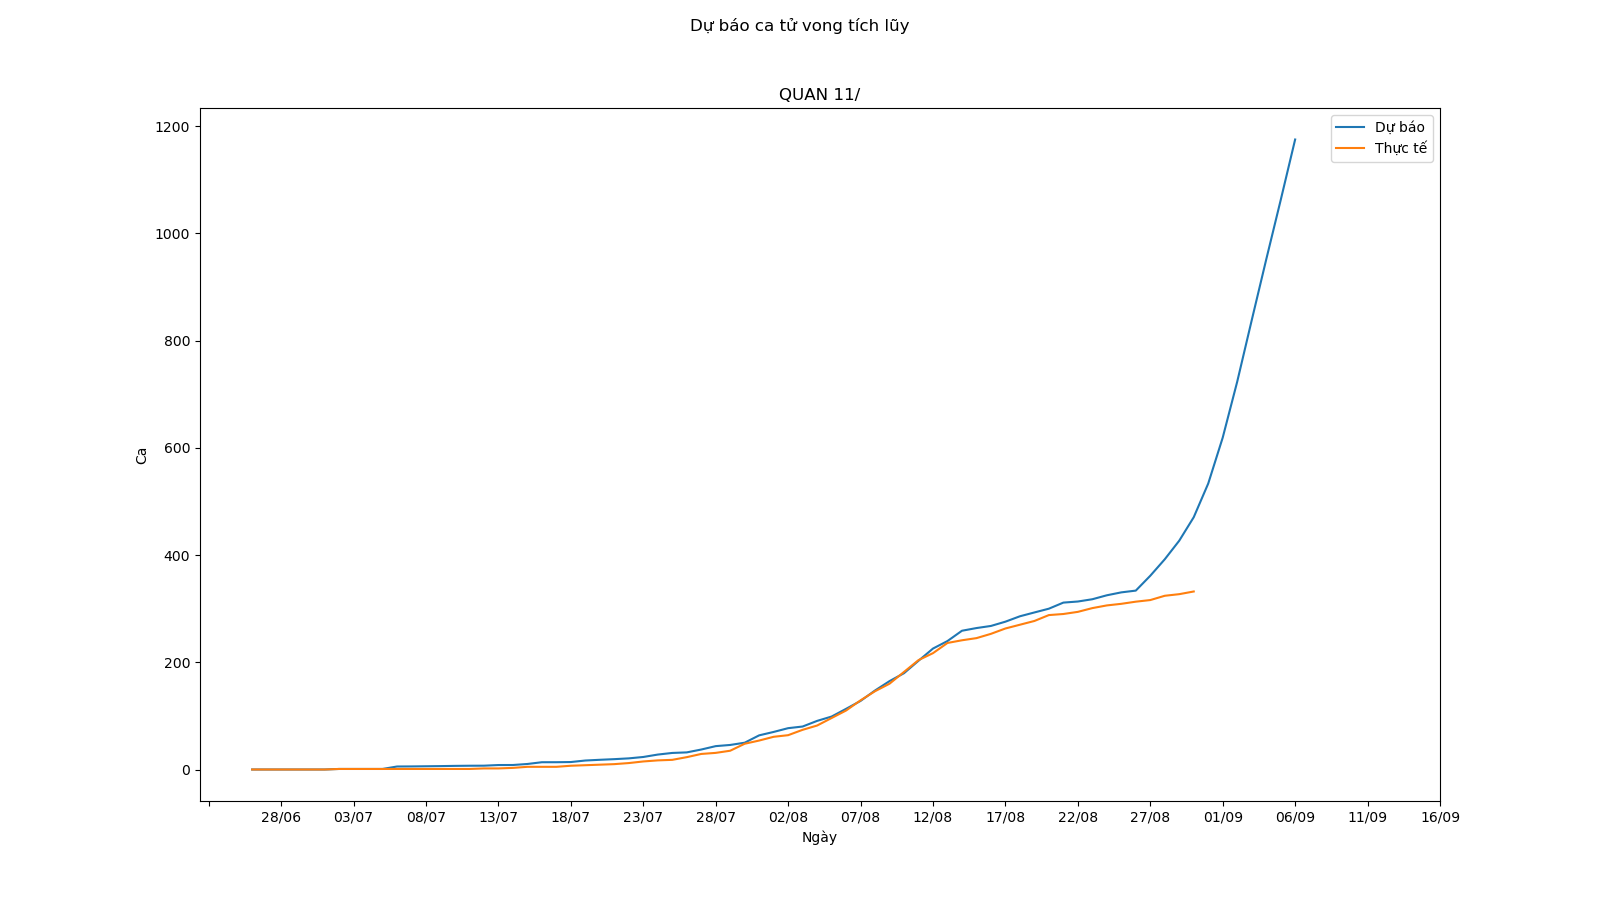 Dự báo ca tử vong tích lũy
QUAN 11/
Dự báo
Thực tế
1200
1000
800
600
400
200
0
Ca
28/06 03/07 08/07 13/07 18/07 23/07 28/07 02/08 07/08 12/08 17/08 22/08 27/08 01/09 06/09 11/09 16/09
Ngày